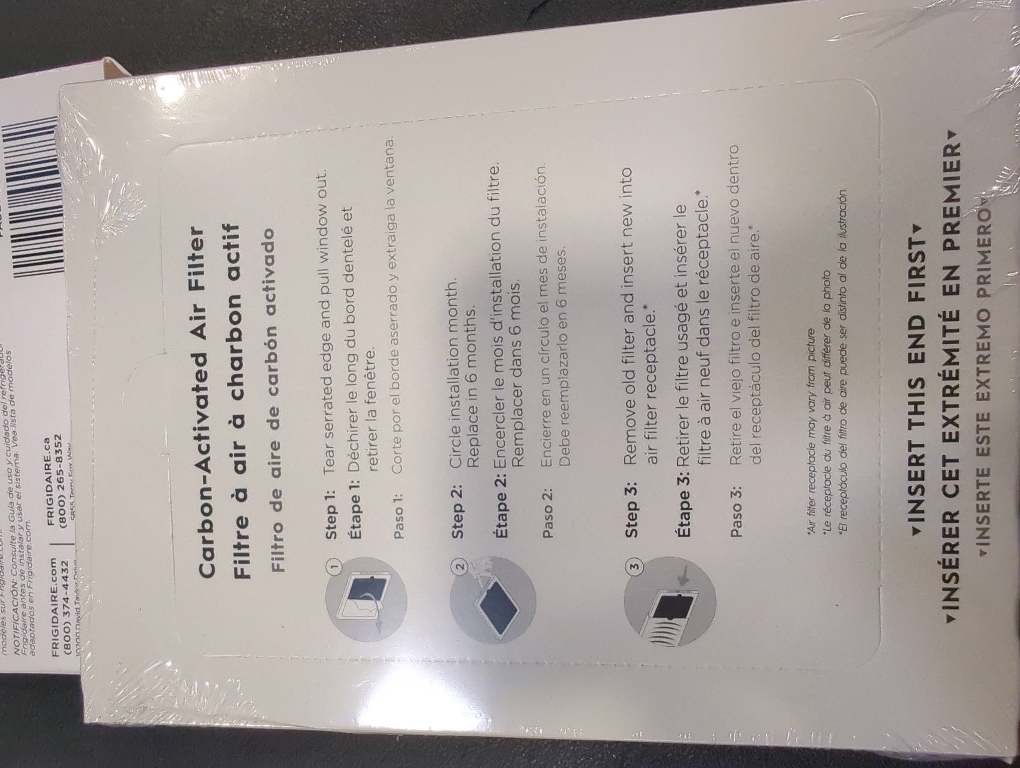 modèles sur Frigidaire.com.
NOTIFICACIÓN: Consulte la Guía de uso y cuidado del
Frigidaire antes de instalar y usar el sistema. Vea lista de modelos
adaptados en Frigidaire.com.
FRIGIDAIRE.com
(800) 374-4432
FRIGIDAIRE.ca
(800) 265-8352
Carbon-Activated Air Filter
Filtre à air à charbon actif
Filtro de aire de carbón activado
1
Step 1: Tear serrated edge and pull window out.
Étape 1: Déchirer le long du bord dentelé et
retirer la fenêtre.
Paso 1: Corte por el borde aserrado y extraiga la ventana.
2
Step 2: Circle installation month.
Replace in 6 months.
Étape 2: Encercler le mois d'installation du filtre.
Remplacer dans 6 mois.
Paso 2: Encierre en un círculo el mes de instalación.
Debe reemplazarlo en 6 meses.
3
Step 3: Remove old filter and insert new into
air filter receptacle.*
Étape 3: Retirer le filtre usagé et insérer le
filtre à air neuf dans le réceptacle.*
Paso 3: Retire el viejo filtro e inserte el nuevo dentro
del receptáculo del filtro de aire.*
*Air filter receptacle may vary from picture
*Le réceptacle du filtre à air peut différer de la photo
*El receptáculo del filtro de aire puede ser distinto al de la ilustración
▼INSERT THIS END FIRST▼
▼INSÉRER CET EXTRÉMITÉ EN PREMIER▼
▼INSERTE ESTE EXTREMO PRIMERO▼